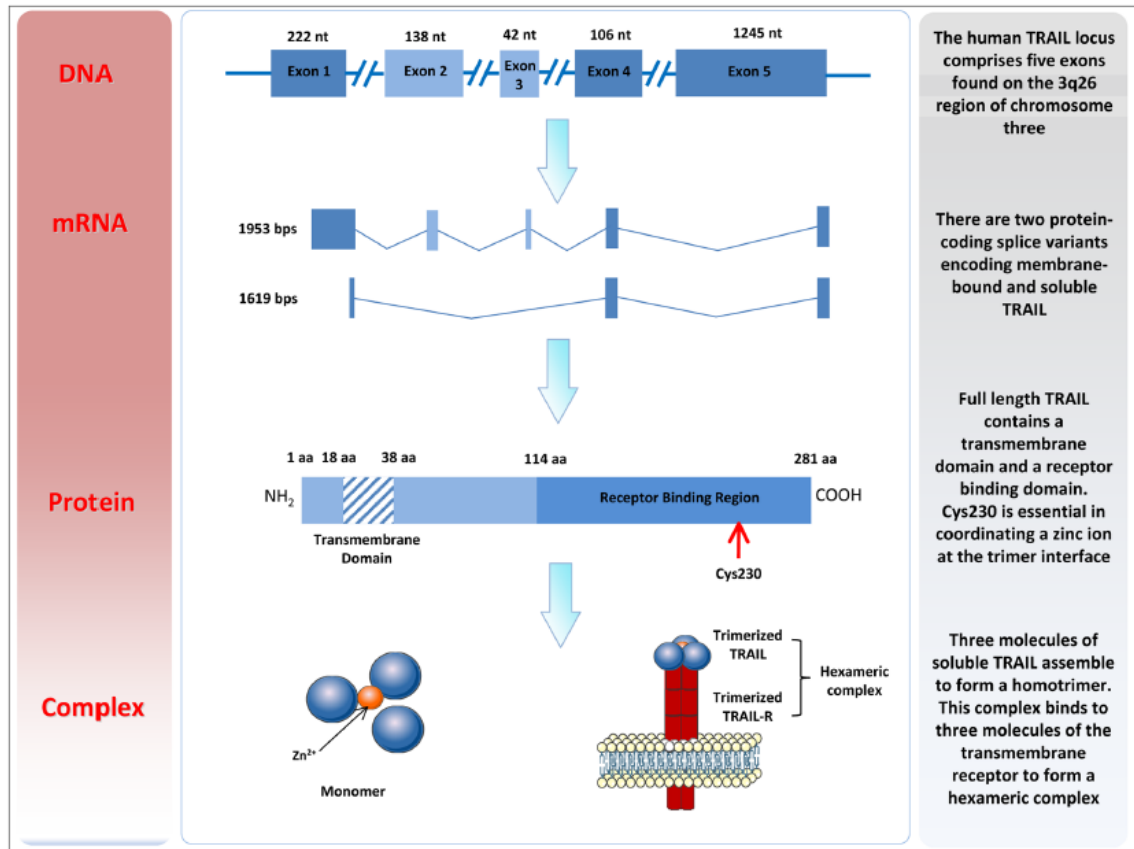 DNA
222 nt
138 nt
42 nt
106 nt
1245 nt
Exon 1
Exon 2
Exon
3
Exon 4
Exon 5
The human TRAIL locus
comprises five exons
found on the 3q26
region of chromosome
three
mRNA
1953 bps
1619 bps
There are two protein-
coding splice variants
encoding membrane-
bound and soluble
TRAIL
Protein
1 aa
18 aa
38 aa
114 aa
281 aa
NH2
Receptor Binding Region
COOH
Transmembrane
Domain
Cys230
Full length TRAIL
contains a
transmembrane
domain and a receptor
binding domain.
Cys230 is essential in
coordinating a zinc ion
at the trimer interface
Complex
Zn2+
Monomer
Trimerized
TRAIL
Trimerized
TRAIL-R
Hexameric
complex
Three molecules of
soluble TRAIL assemble
to form a homotrimer.
This complex binds to
three molecules of the
transmembrane
receptor to form a
hexameric complex